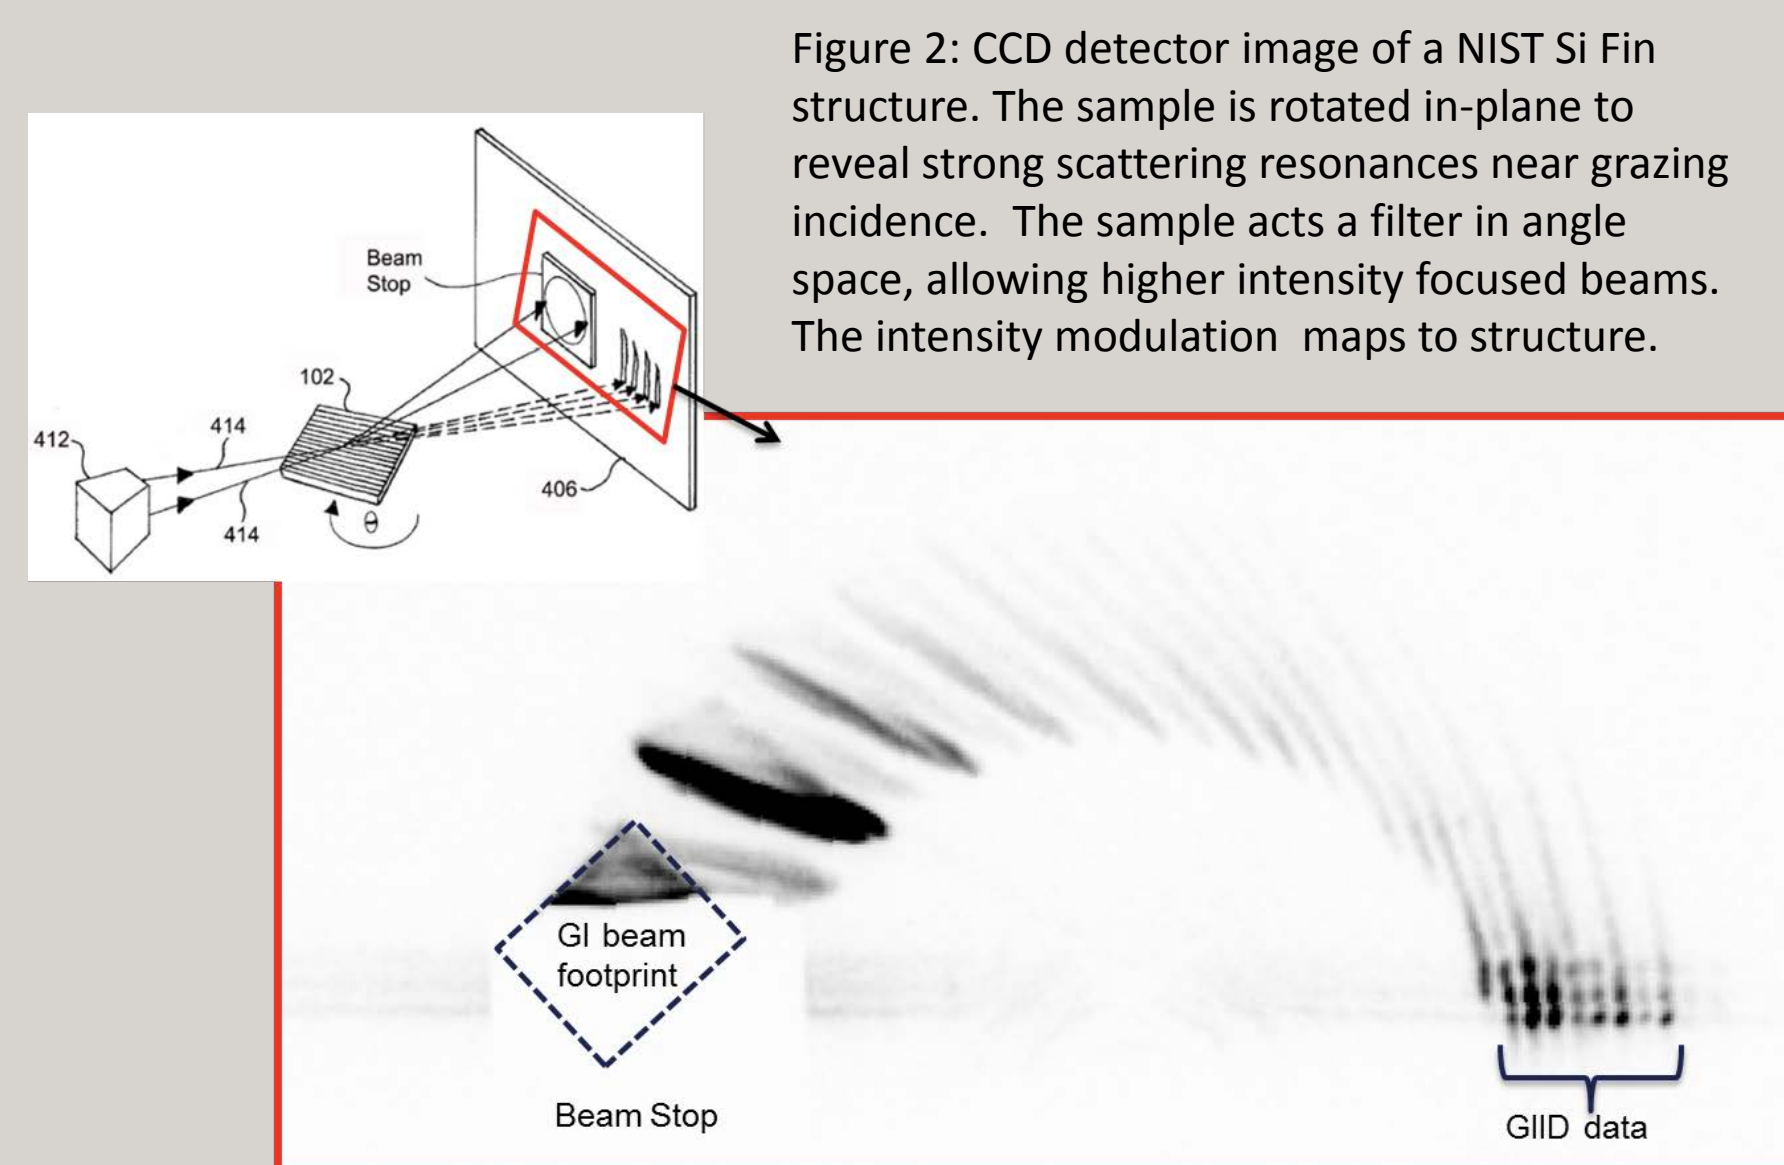 Figure 2: CCD detector image of a NIST Si Fin
structure. The sample is rotated in-plane to
reveal strong scattering resonances near grazing
incidence.  The sample acts a filter in angle
space, allowing higher intensity focused beams.
The intensity modulation  maps to structure.
Beam
Stop
102
412
414
414
θ
406
GI beam
footprint
Beam Stop
GIID data